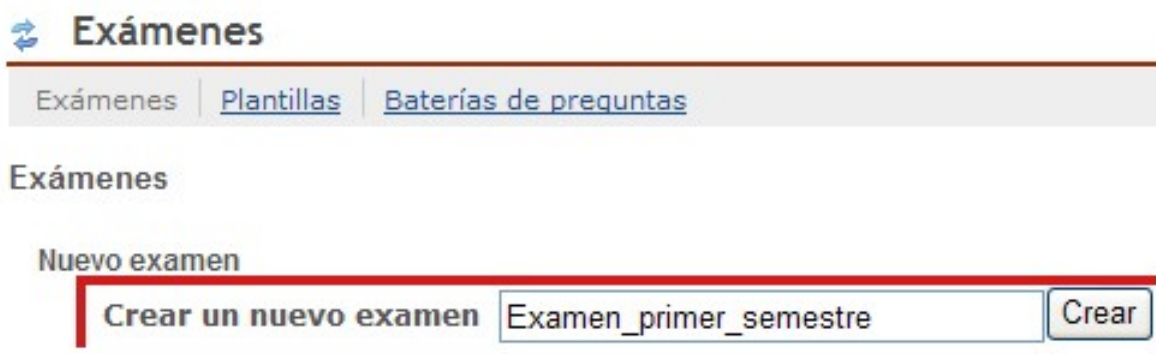 Exámenes
Exámenes Plantillas Baterías de preguntas
Exámenes
Nuevo examen
Crear un nuevo examen Examen_primer_semestre Crear